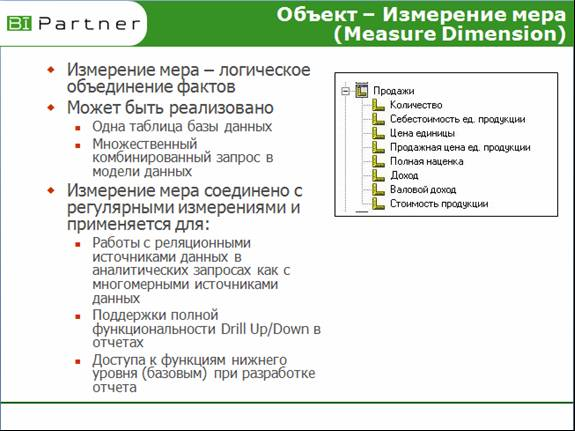 BI Partner
Объект – Измерение мера
(Measure Dimension)
Измерение мера – логическое
объединение фактов
Может быть реализовано
Одна таблица базы данных
Множественный
комбинированный запрос в
модели данных
Измерение мера соединено с
регулярными измерениями и
применяется для:
Работы с реляционными
источниками данных в
аналитических запросах как с
многомерными источниками
данных
Поддержки полной
функциональности Drill Up/Down в
отчетах
Доступа к функциям нижнего
уровня (базовым) при разработке
отчета
Продажи
Количество
Себестоимость ед. продукции
Цена единицы
Продажная цена ед. продукции
Полная наценка
Доход
Валовой доход
Стоимость продукции